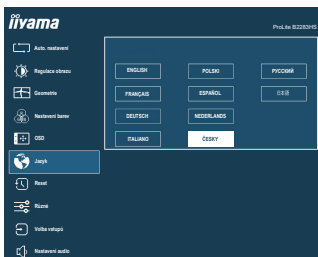 iiyama
ProLite B2283HS
Auto. nastavení
Regulace obrazu
Geometrie
Nastavení barev
OSD
Jazyk
Reset
Různé
Volba vstupů
Nastavení audio
ENGLISH POLSKI РУССКИЙ
FRANÇAIS ESPAÑOL 日本語
DEUTSCH NEDERLANDS
ITALIANO ČESKY